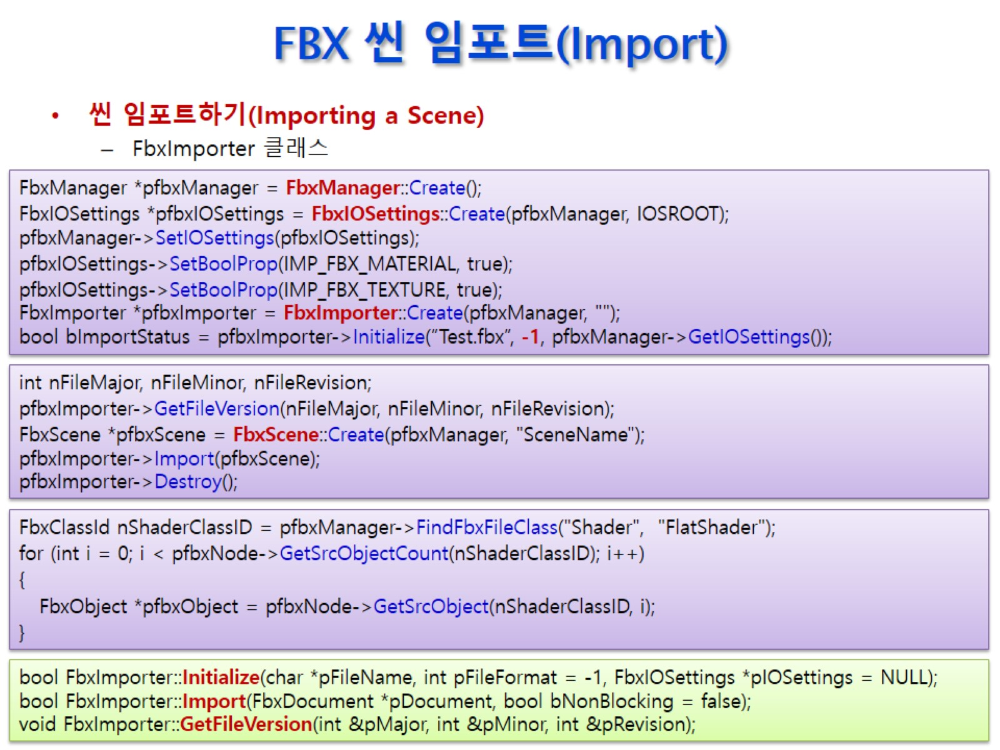 FBX 씬 임포트(Import)
• 씬 임포트하기(Importing a Scene)
– FbxImporter 클래스
FbxManager *pfbxManager = FbxManager::Create();
FbxIOSettings *pfbxIOSettings = FbxIOSettings::Create(pfbxManager, IOSROOT);
pfbxManager->SetIOSettings(pfbxIOSettings);
pfbxIOSettings->SetBoolProp(IMP_FBX_MATERIAL, true);
pfbxIOSettings->SetBoolProp(IMP_FBX_TEXTURE, true);
FbxImporter *pfbxImporter = FbxImporter::Create(pfbxManager, "");
bool bImportStatus = pfbxImporter->Initialize(“Test.fbx”, -1, pfbxManager->GetIOSettings());
int nFileMajor, nFileMinor, nFileRevision;
pfbxImporter->GetFileVersion(nFileMajor, nFileMinor, nFileRevision);
FbxScene *pfbxScene = FbxScene::Create(pfbxManager, "SceneName");
pfbxImporter->Import(pfbxScene);
pfbxImporter->Destroy();
FbxClassId nShaderClassID = pfbxManager->FindFbxFileClass("Shader", "FlatShader");
for (int i = 0; i < pfbxNode->GetSrcObjectCount(nShaderClassID); i++)
{
FbxObject *pfbxObject = pfbxNode->GetSrcObject(nShaderClassID, i);
}
bool FbxImporter::Initialize(char *pFileName, int pFileFormat = -1, FbxIOSettings *pIOSettings = NULL);
bool FbxImporter::Import(FbxDocument *pDocument, bool bNonBlocking = false);
void FbxImporter::GetFileVersion(int &pMajor, int &pMinor, int &pRevision);